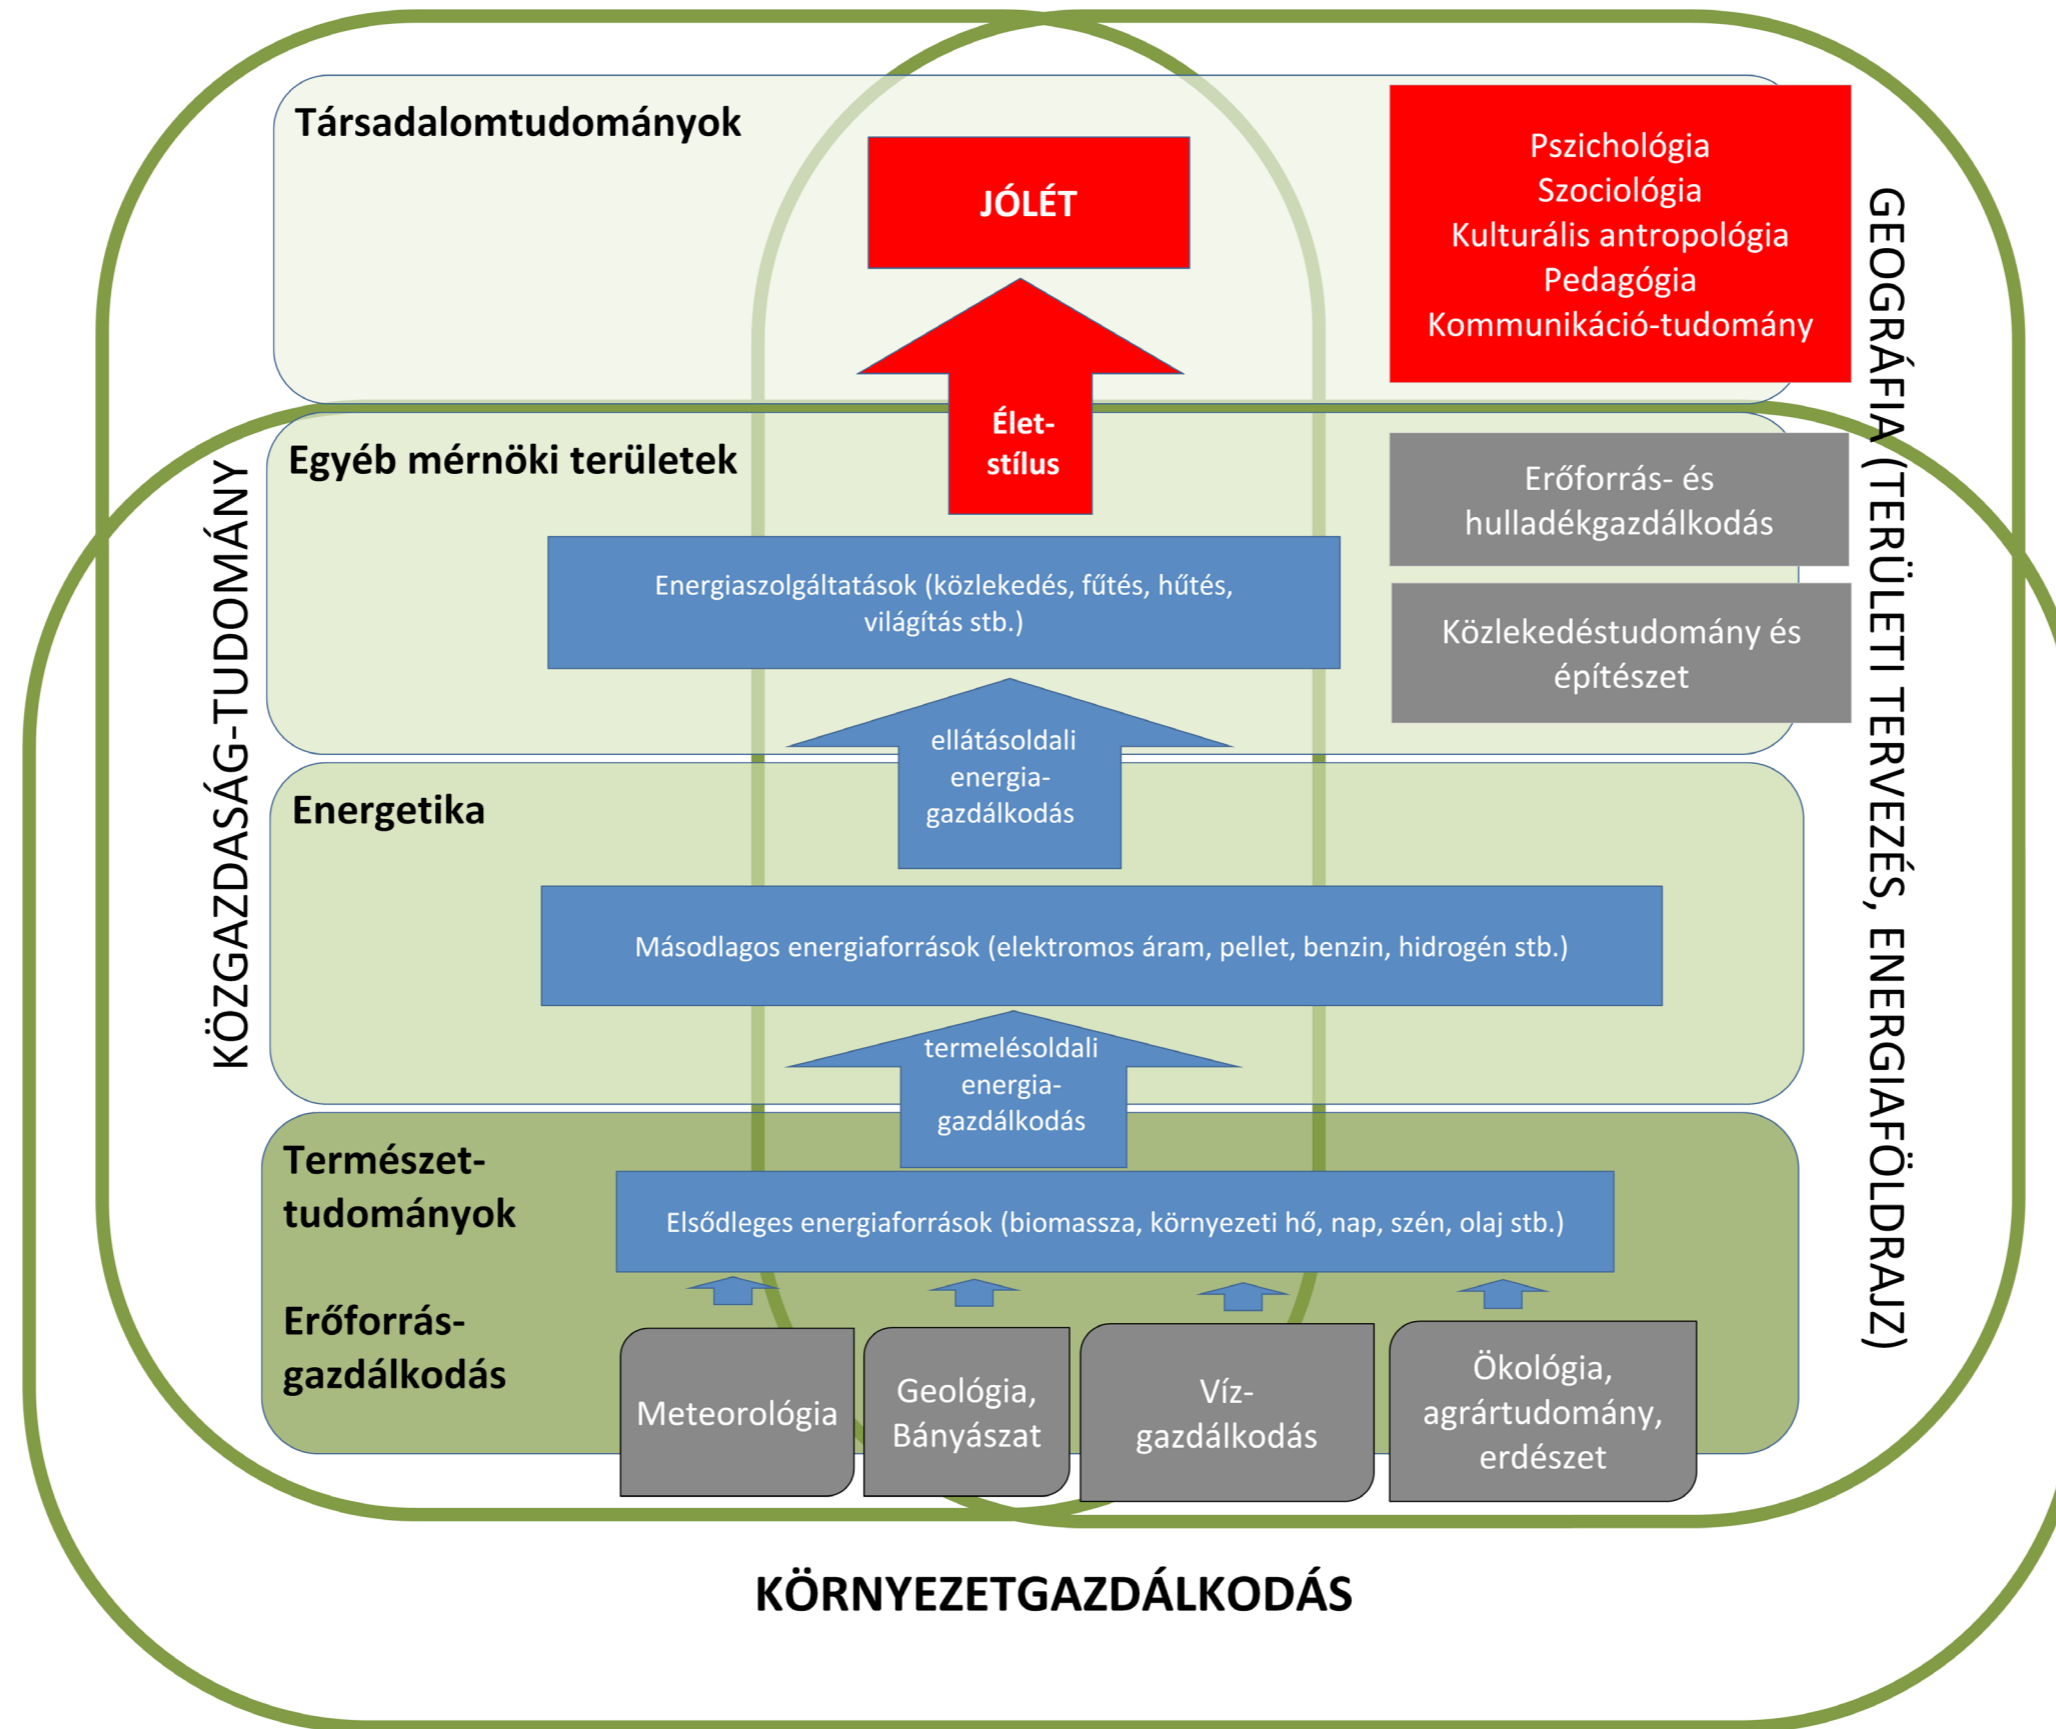 Társadalomtudományok
JÓLÉT
Pszichológia
Szociológia
Kulturális antropológia
Pedagógia
Kommunikáció-tudomány
Élet-
stílus
Egyéb mérnöki területek
Erőforrás- és
hulladékgazdálkodás
Energiaszolgáltatások (közlekedés, fűtés, hűtés,
világítás stb.)
Közlekedéstudomány és
építészet
ellátásoldali
energia-
gazdálkodás
Energetika
Másodlagos energiaforrások (elektromos áram, pellet, benzin, hidrogén stb.)
termelésoldali
energia-
gazdálkodás
Természet-
tudományok
Elsődleges energiaforrások (biomassza, környezeti hő, nap, szén, olaj stb.)
Erőforrás-
gazdálkodás
Meteorológia
Geológia,
Bányászat
Víz-
gazdálkodás
Ökológia,
agrártudomány,
erdészet
KÖZGAZDASÁG-TUDOMÁNY
GEOGRÁFIA (TERÜLETI TERVEZÉS, ENERGIAFÖLDRAJZ)
KÖRNYEZETGAZDÁLKODÁS